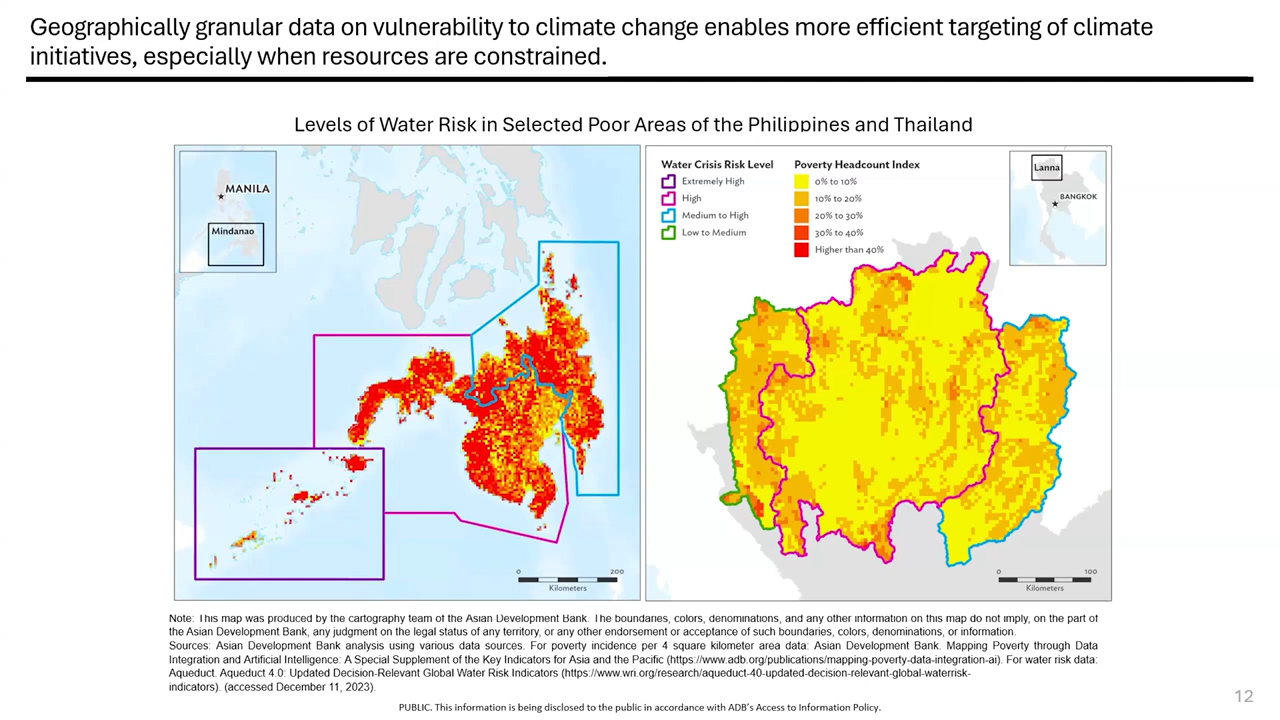 Geographically granular data on vulnerability to climate change enables more efficient targeting of climate
initiatives, especially when resources are constrained.
Levels of Water Risk in Selected Poor Areas of the Philippines and Thailand
MANILA
Mindanao
0 200
Kilometers
Water Crisis Risk Level
Extremely High
High
Medium to High
Low to Medium
Poverty Headcount Index
0% to 10%
10% to 20%
20% to 30%
30% to 40%
Higher than 40%
Lanna
BANGKOK
0 100
Kilometers
Note: This map was produced by the cartography team of the Asian Development Bank. The boundaries, colors, denominations, and any other information on this map do not imply, on the part of
the Asian Development Bank, any judgment on the legal status of any territory, or any other endorsement or acceptance of such boundaries, colors, denominations, or information.
Sources: Asian Development Bank analysis using various data sources. For poverty incidence per 4 square kilometer area data: Asian Development Bank. Mapping Poverty through Data
Integration and Artificial Intelligence: A Special Supplement of the Key Indicators for Asia and the Pacific (https://www.adb.org/publications/mapping-poverty-data-integration-ai). For water risk data:
Aqueduct. Aqueduct 4.0: Updated Decision-Relevant Global Water Risk Indicators (https://www.wri.org/research/aqueduct-40-updated-decision-relevant-global-waterrisk-
indicators). (accessed December 11, 2023).
12
PUBLIC. This information is being disclosed to the public in accordance with ADB's Access to Information Policy.